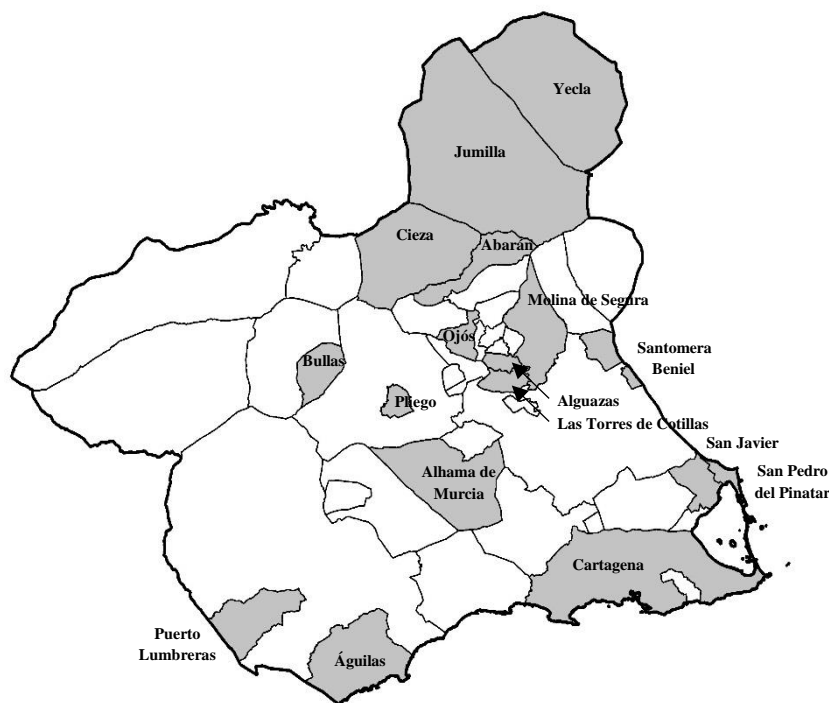 Yecla
Jumilla
Cieza
Abarán
Molina de Segura
Ojós
Santomera
Beniel
Bullas
Alguazas
Pliego
Las Torres de Cotillas
San Javier
Alhama de
Murcia
San Pedro
del Pinatar
Cartagena
Puerto
Lumbreras
Águilas